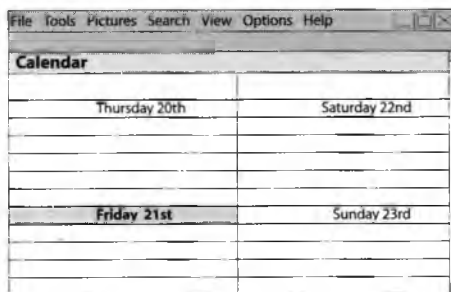 File Tools Pictures Search View Options Help
Calendar
Thursday 20th Saturday 22nd
Friday 21st Sunday 23rd